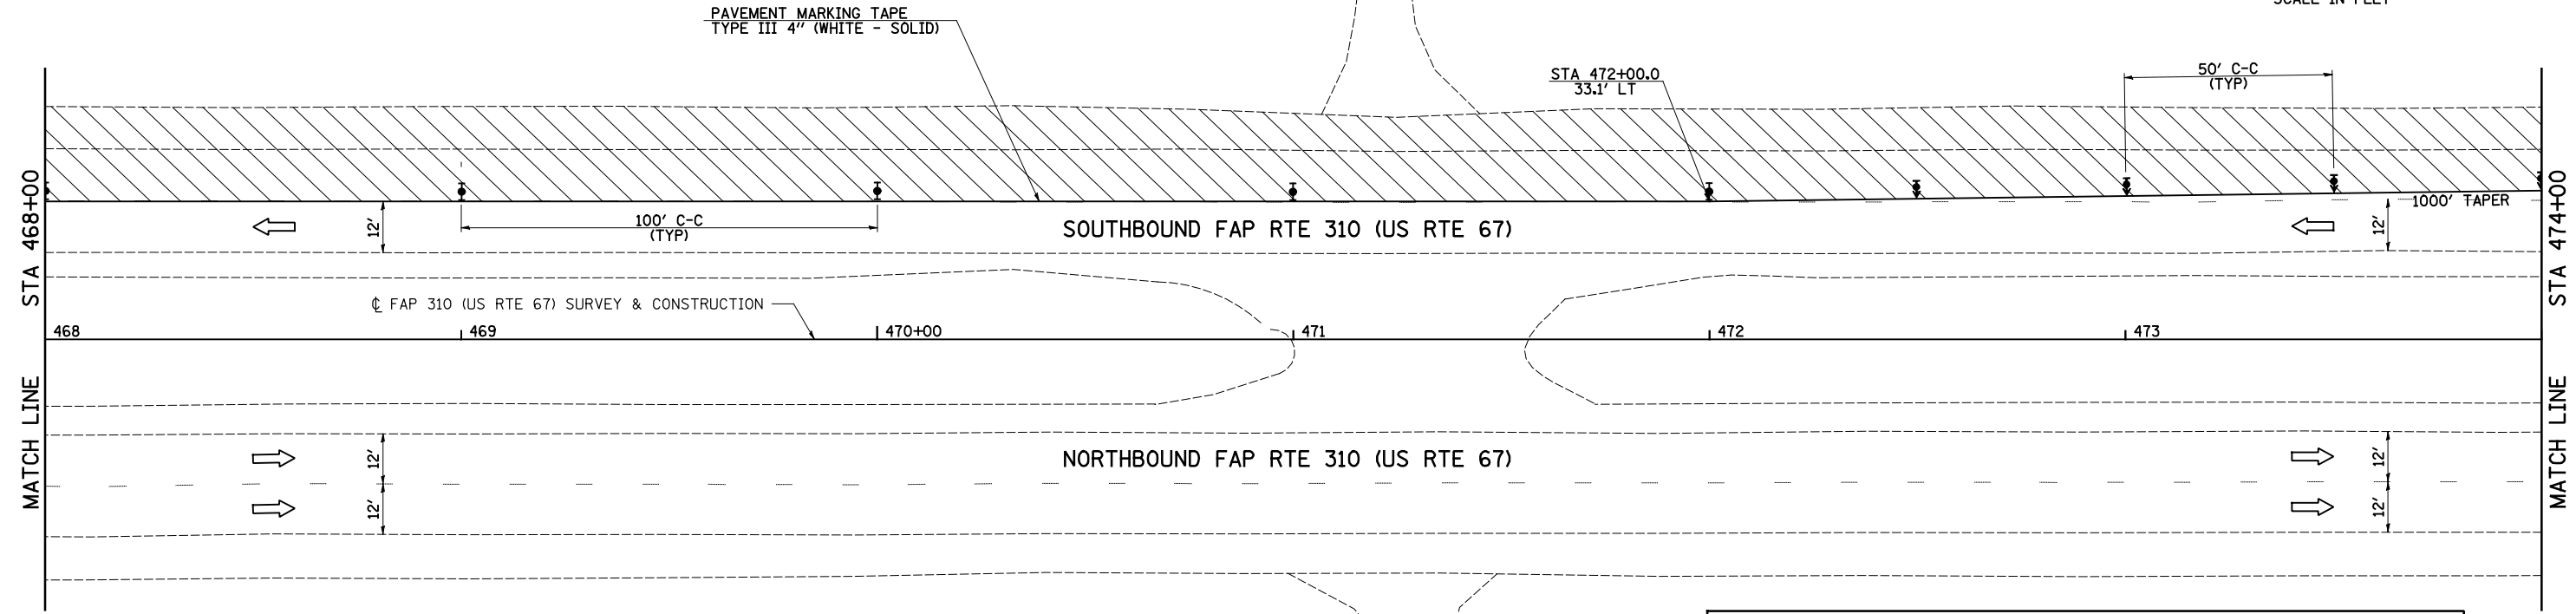 SCALE IN FEET
PAVEMENT MARKING TAPE
TYPE III 4" (WHITE - SOLID)
STA 472+00.0
33.1' LT
50' C-C
(TYP)
1000' TAPER
12'
100' C-C
(TYP)
SOUTHBOUND FAP RTE 310 (US RTE 67)
12'
STA 468+00
STA 474+00
℄ FAP 310 (US RTE 67) SURVEY & CONSTRUCTION
468
469
470+00
471
472
473
MATCH LINE
MATCH LINE
12'
12'
NORTHBOUND FAP RTE 310 (US RTE 67)
12'
12'